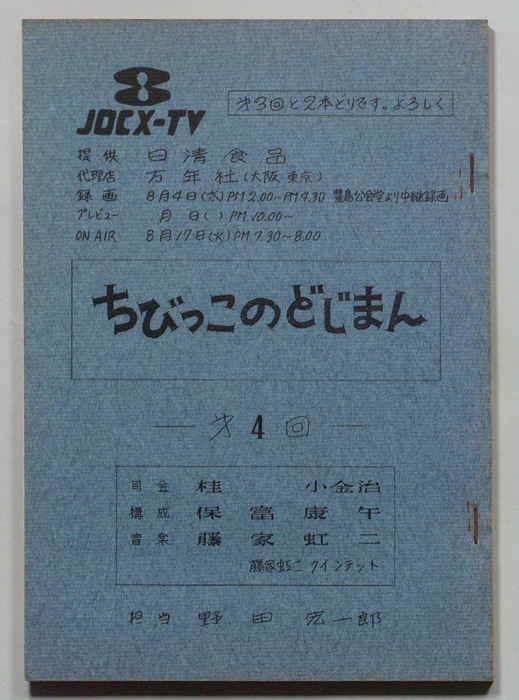 8
JOCX-TV
才3回と2本どりです。よろしく
提供 日清食品
代理店 万年社(大阪・東京)
録画 8月4日(水)PM2.00~PM4.30 豊島公会堂より中継録画
プレビュー 月 日( )PM10.00~
ON AIR 8月17日(火)PM7.30~8.00
ちびっこのどじまん
— 才4回 —
司会 桂 小金治
構成 保富康午
音楽 藤家虹二
藤家虹二クインテット
担当 野田宏一郎